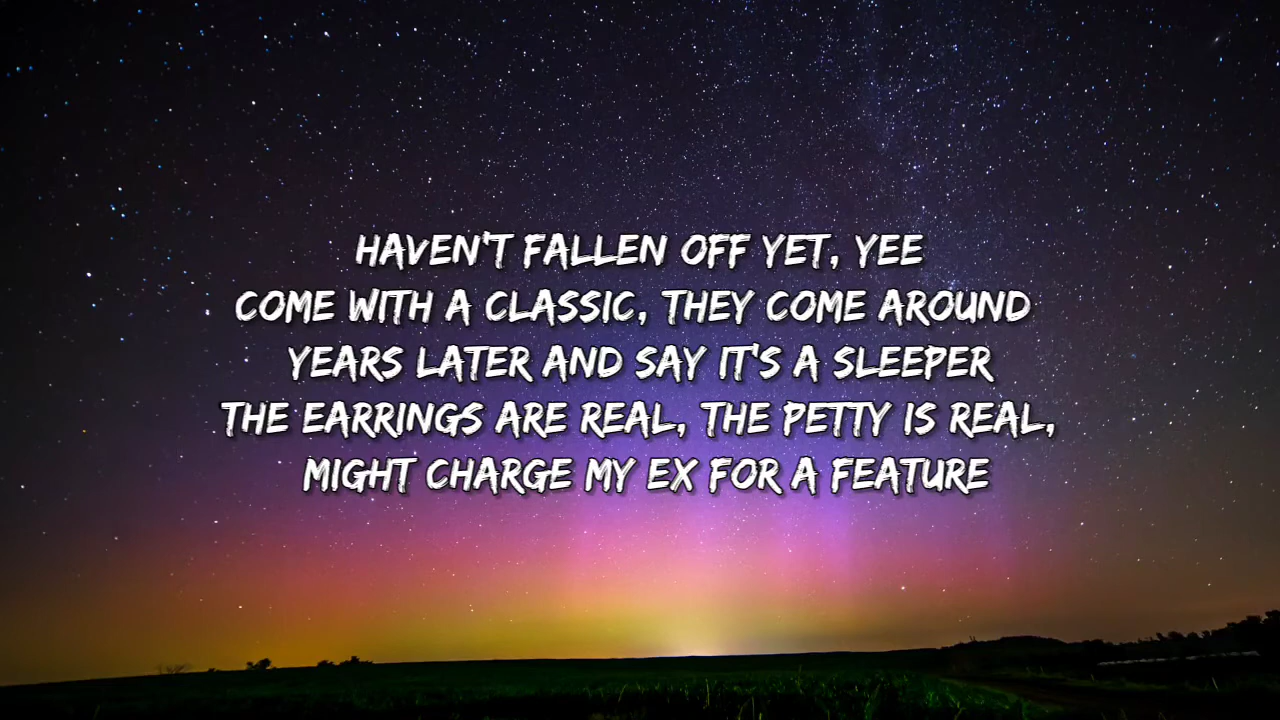 HAVEN'T FALLEN OFF YET, YEE
COME WITH A CLASSIC, THEY COME AROUND
YEARS LATER AND SAY IT'S A SLEEPER
THE EARRINGS ARE REAL, THE PETTY IS REAL,
MIGHT CHARGE MY EX FOR A FEATURE